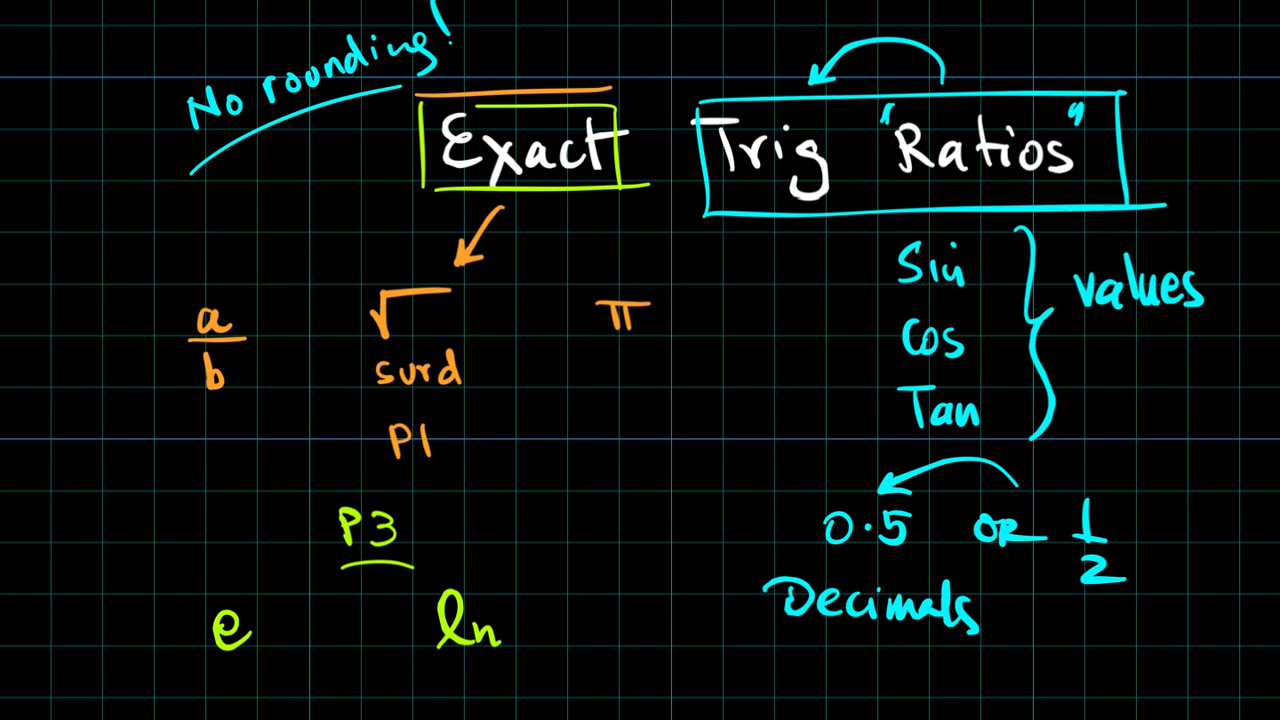 No rounding!
Exact Trig "Ratios"
Sin
Cos
Tan
values
a
b
√
surd
P1
π
P3
e ln
0.5 OR 1
2
Decimals